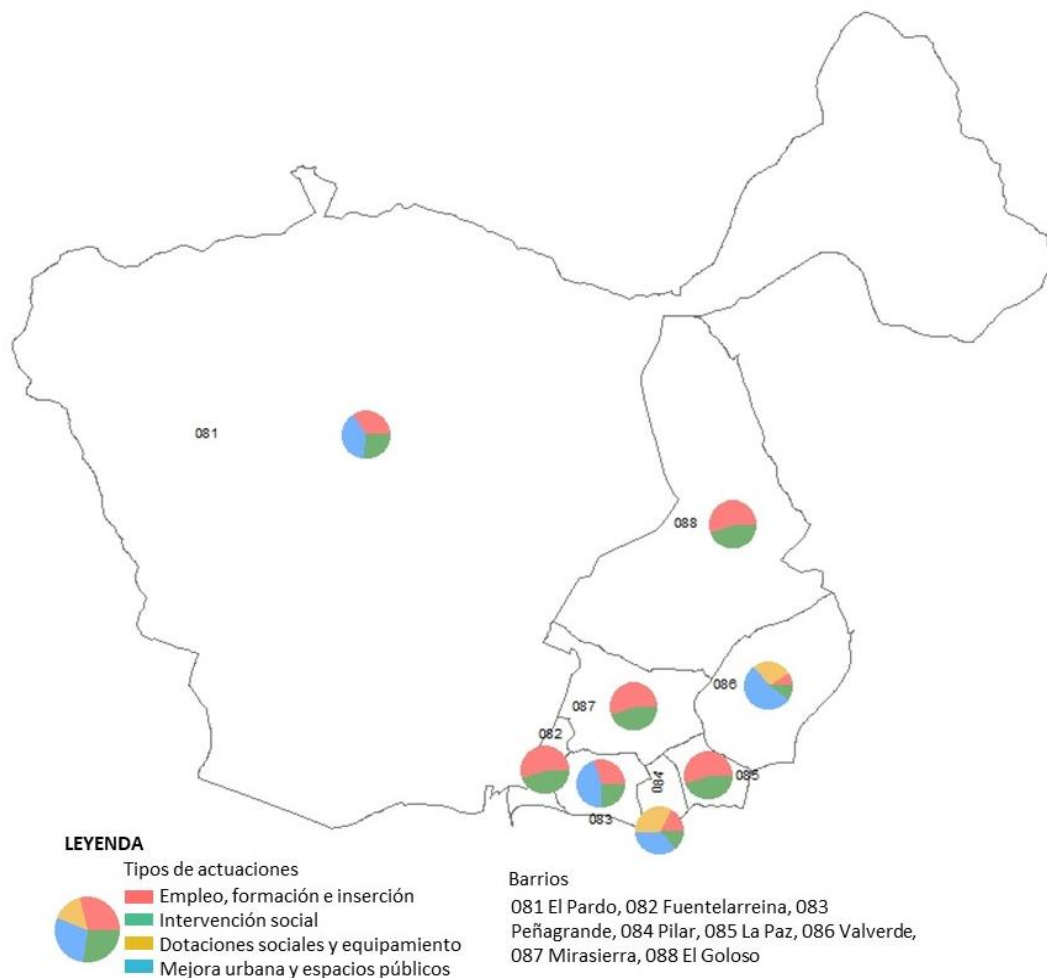 081
088
086
087
082
084
085
083
LEYENDA
Tipos de actuaciones
Empleo, formación e inserción
Intervención social
Dotaciones sociales y equipamiento
Mejora urbana y espacios públicos
Barrios
081 El Pardo, 082 Fuentelarreina, 083
Peñagrande, 084 Pilar, 085 La Paz, 086 Valverde,
087 Mirasierra, 088 El Goloso